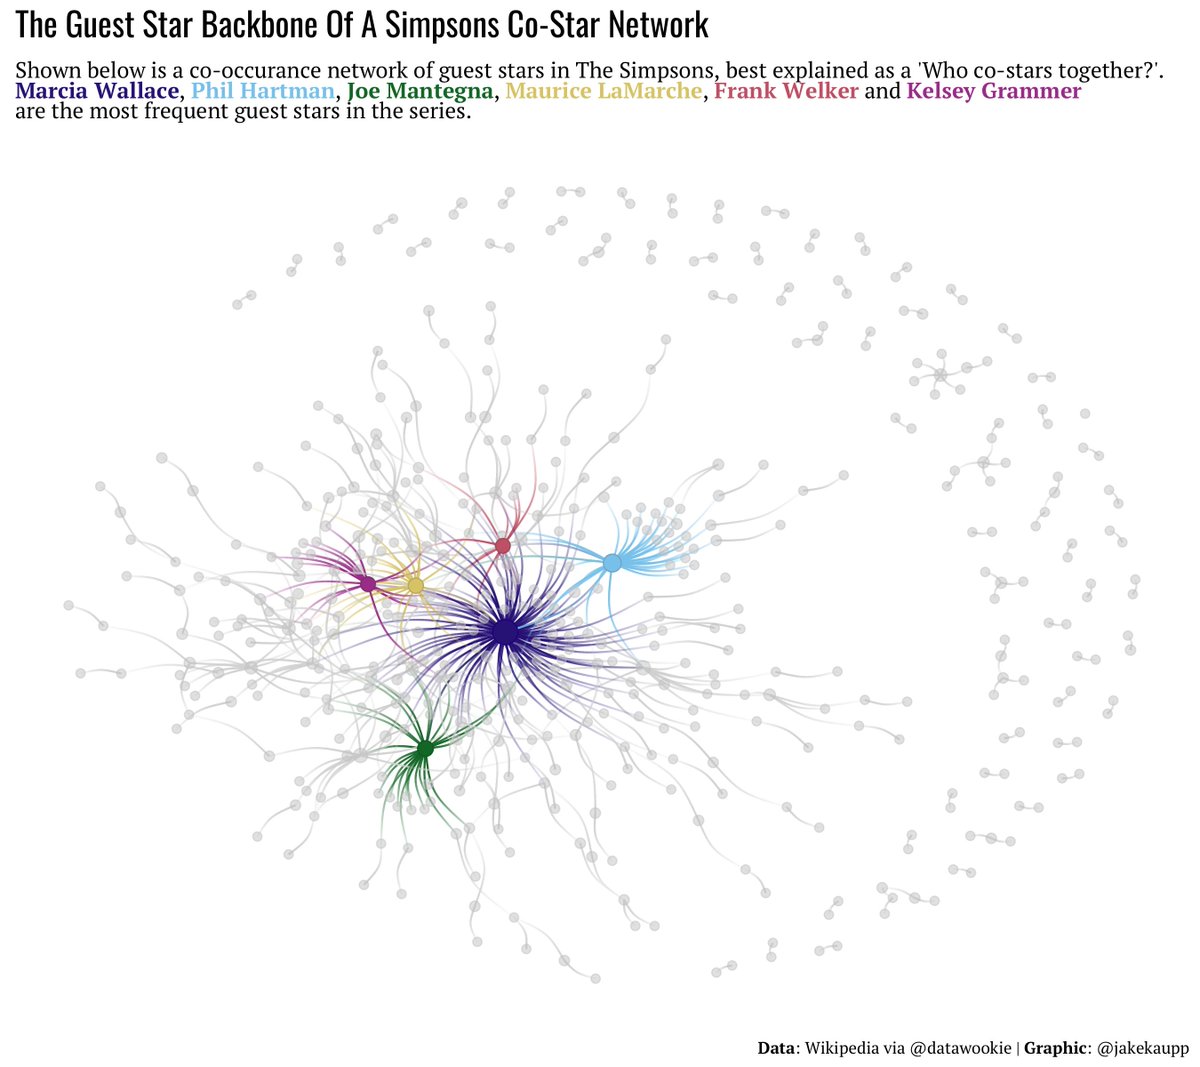 The Guest Star Backbone Of A Simpsons Co-Star Network
Shown below is a co-occurance network of guest stars in The Simpsons, best explained as a 'Who co-stars together?'.
Marcia Wallace, Phil Hartman, Joe Mantegna, Maurice LaMarche, Frank Welker and Kelsey Grammer
are the most frequent guest stars in the series.
Data: Wikipedia via @datawookie | Graphic: @jakekaupp